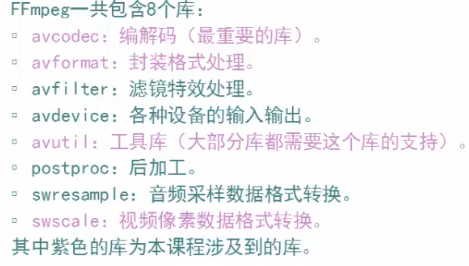 FFmpeg一共包含8个库：
▫ avcodec：编解码（最重要的库）。
▫ avformat：封装格式处理。
▫ avfilter：滤镜特效处理。
▫ avdevice：各种设备的输入输出。
▫ avutil：工具库（大部分库都需要这个库的支持）。
▫ postproc：后加工。
▫ swresample：音频采样数据格式转换。
▫ swscale：视频像素数据格式转换。
其中紫色的库为本课程涉及到的库。